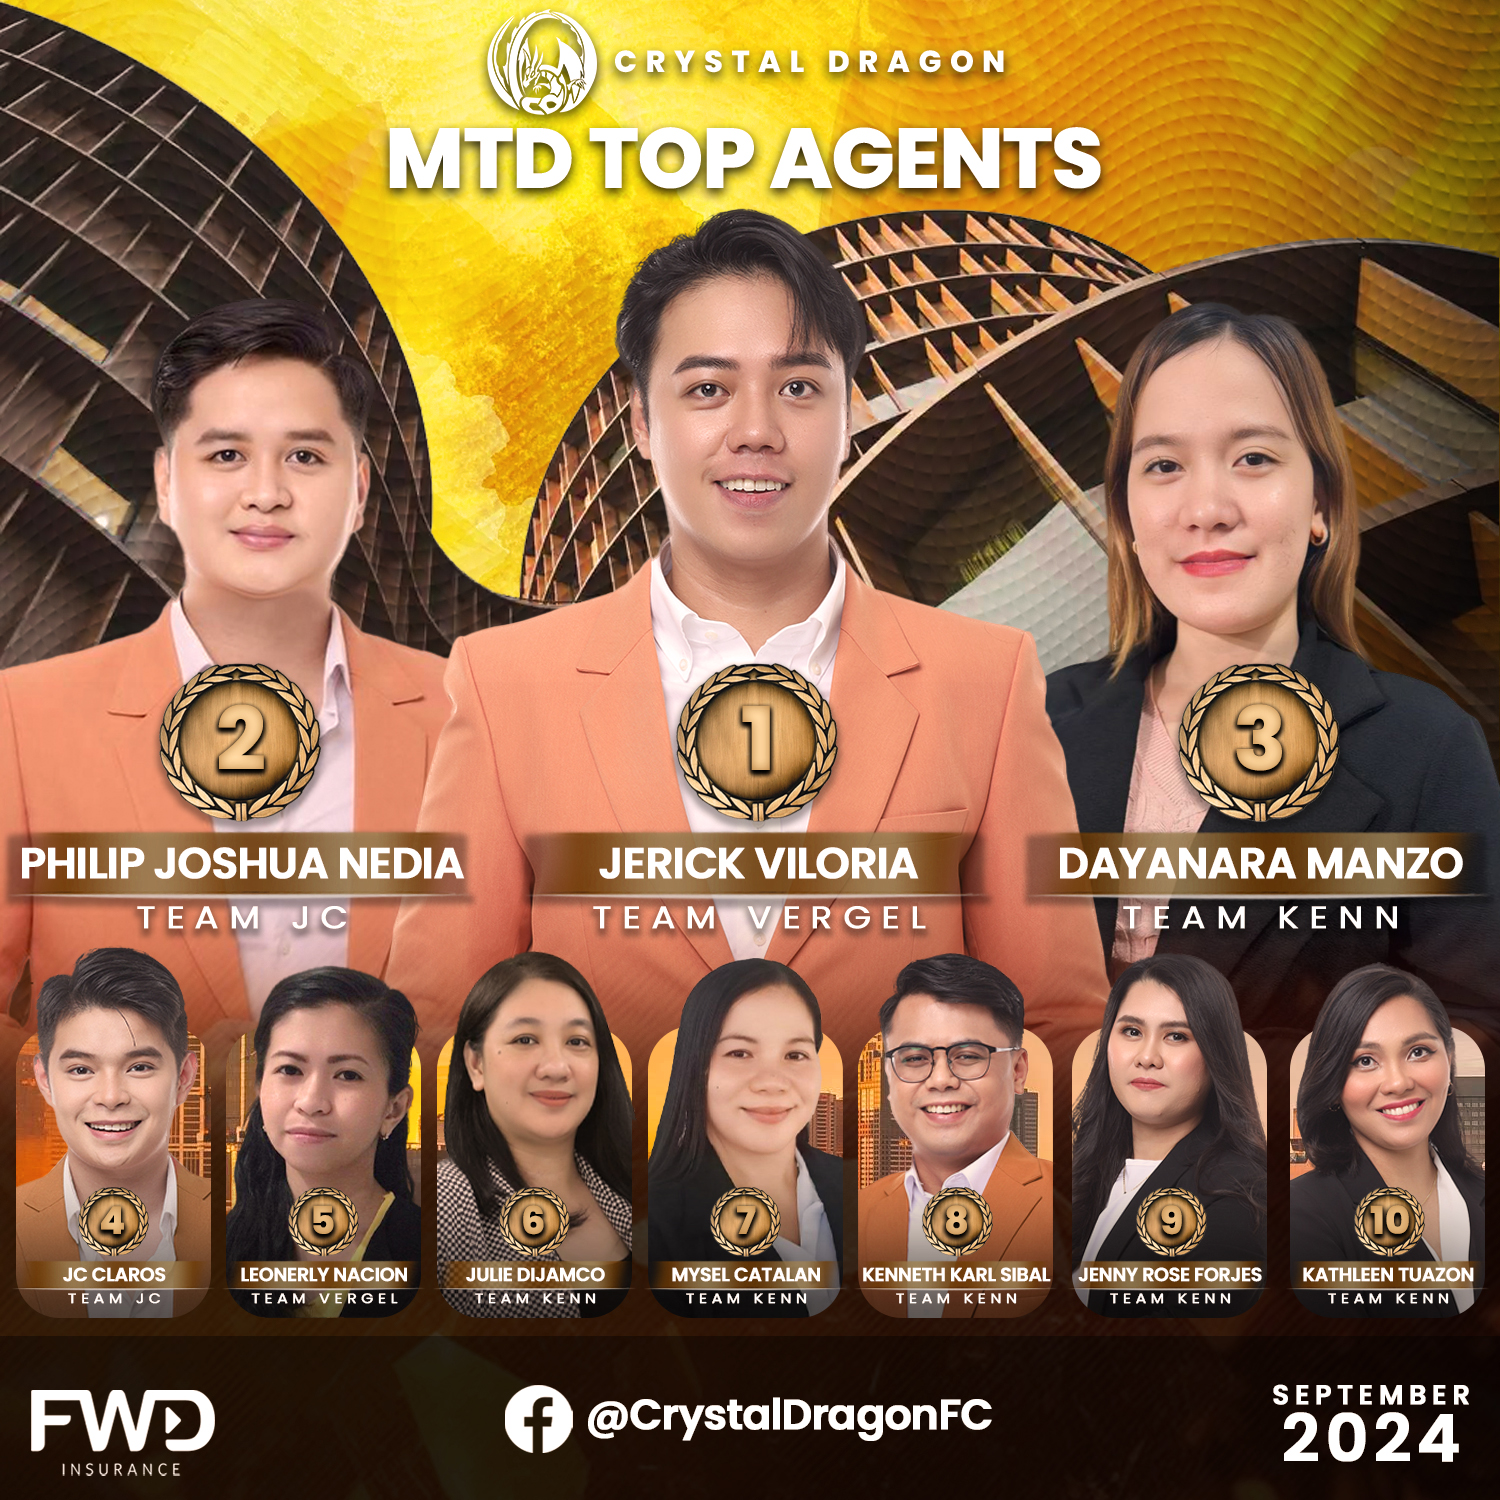 CRYSTAL DRAGON
MTD TOP AGENTS
2
1
3
PHILIP JOSHUA NEDIA
TEAM JC
JERICK VILORIA
TEAM VERGEL
DAYANARA MANZO
TEAM KENN
4
JC CLAROS
TEAM JC
5
LEONERLY NACION
TEAM VERGEL
6
JULIE DIJAMCO
TEAM KENN
7
MYSEL CATALAN
TEAM KENN
8
KENNETH KARL SIBAL
TEAM KENN
9
JENNY ROSE FORJES
TEAM KENN
10
KATHLEEN TUAZON
TEAM KENN
FWD
INSURANCE
@CrystalDragonFC
SEPTEMBER
2024